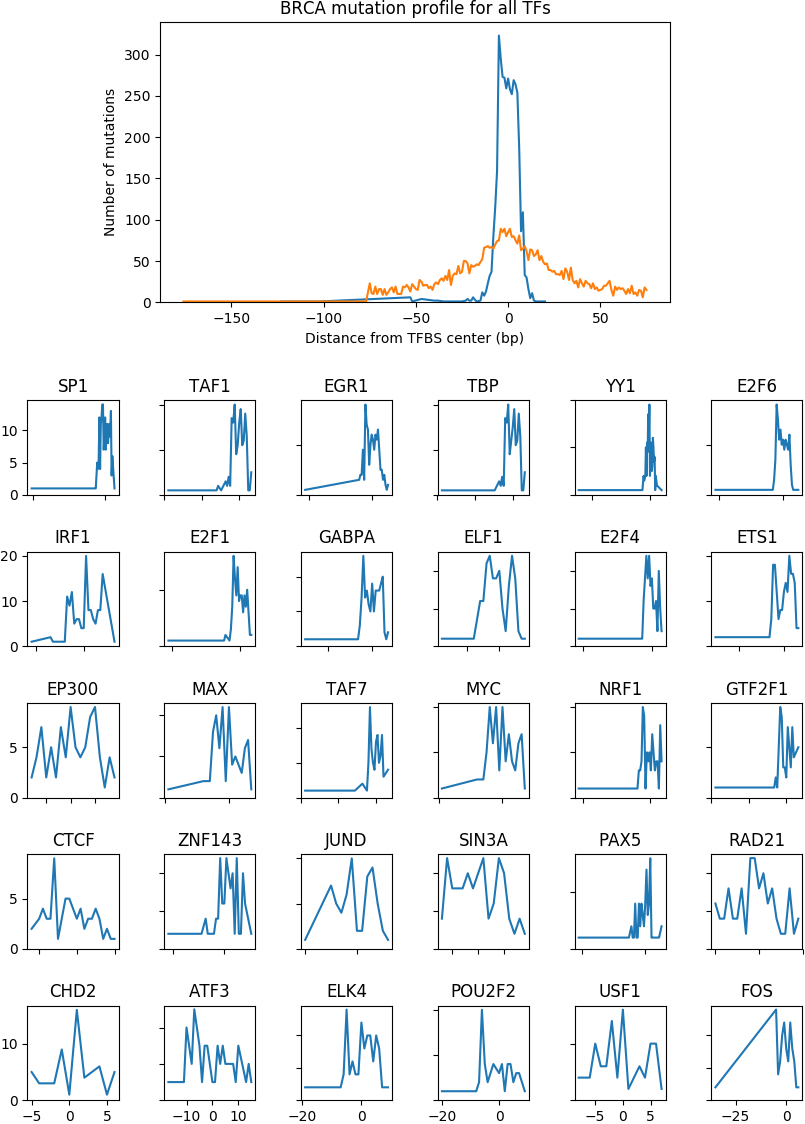 BRCA mutation profile for all TFs
300
250
200
150
100
50
0
Number of mutations
−150 −100 −50 0 50
Distance from TFBS center (bp)
SP1 TAF1 EGR1 TBP YY1 E2F6
10
5
0
IRF1 E2F1 GABPA ELF1 E2F4 ETS1
20
10
0
EP300 MAX TAF7 MYC NRF1 GTF2F1
5
0
CTCF ZNF143 JUND SIN3A PAX5 RAD21
5
0
CHD2 ATF3 ELK4 POU2F2 USF1 FOS
10
0
−5 0 5 −10 0 10 −20 0 −20 0 −5 0 5 −25 0